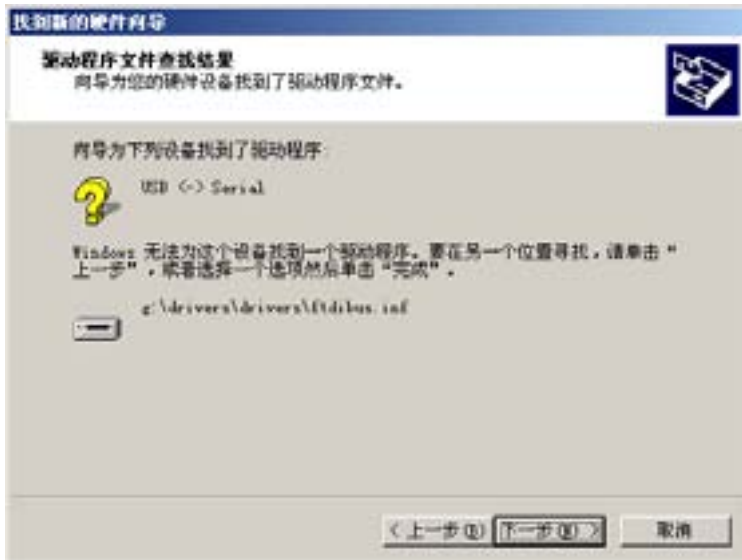 找到新的硬件向导
驱动程序文件查找结果
向导为您的硬件设备找到了驱动程序文件。
向导为下列设备找到了驱动程序:
USB <-> Serial
Windows 无法为这个设备找到一个驱动程序。要在另一个位置寻找，请单击“
上一步”，或者选择一个选项然后单击“完成”。
g:\drivers\drivers\ftdibus.inf
< 上一步(B) 下一步(N) > 取消